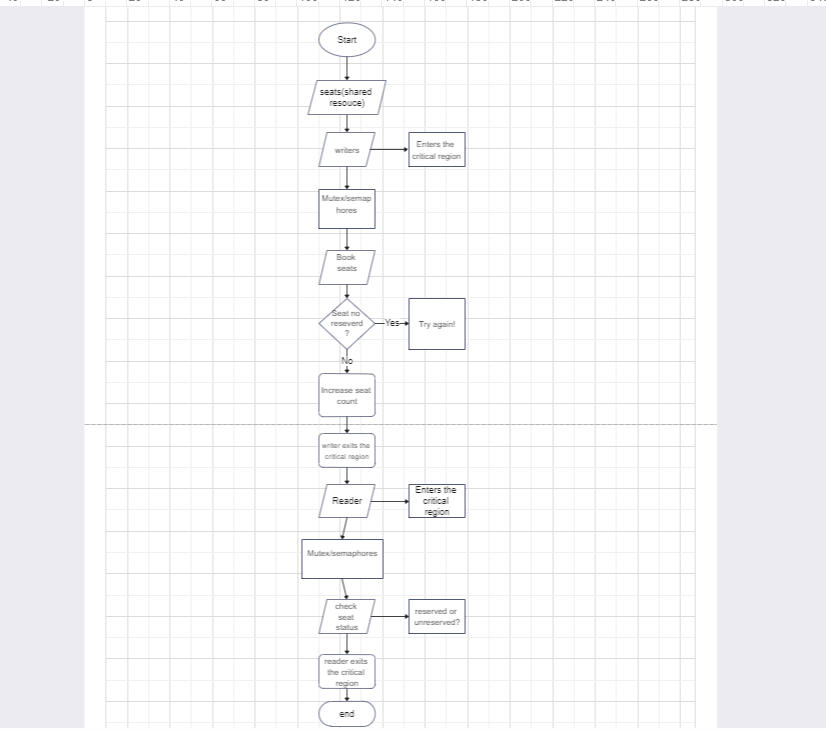 Start
seats(shared
resouce)
writers
Enters the
critical region
Mutex/semap
hores
Book
seats
Seat no
reseverd
?
Yes
Try again!
No
Increase seat
count
writer exits the
critical region
Reader
Enters the
critical
region
Mutex/semaphores
check
seat
status
reserved or
unreserved?
reader exits
the critical
region
end